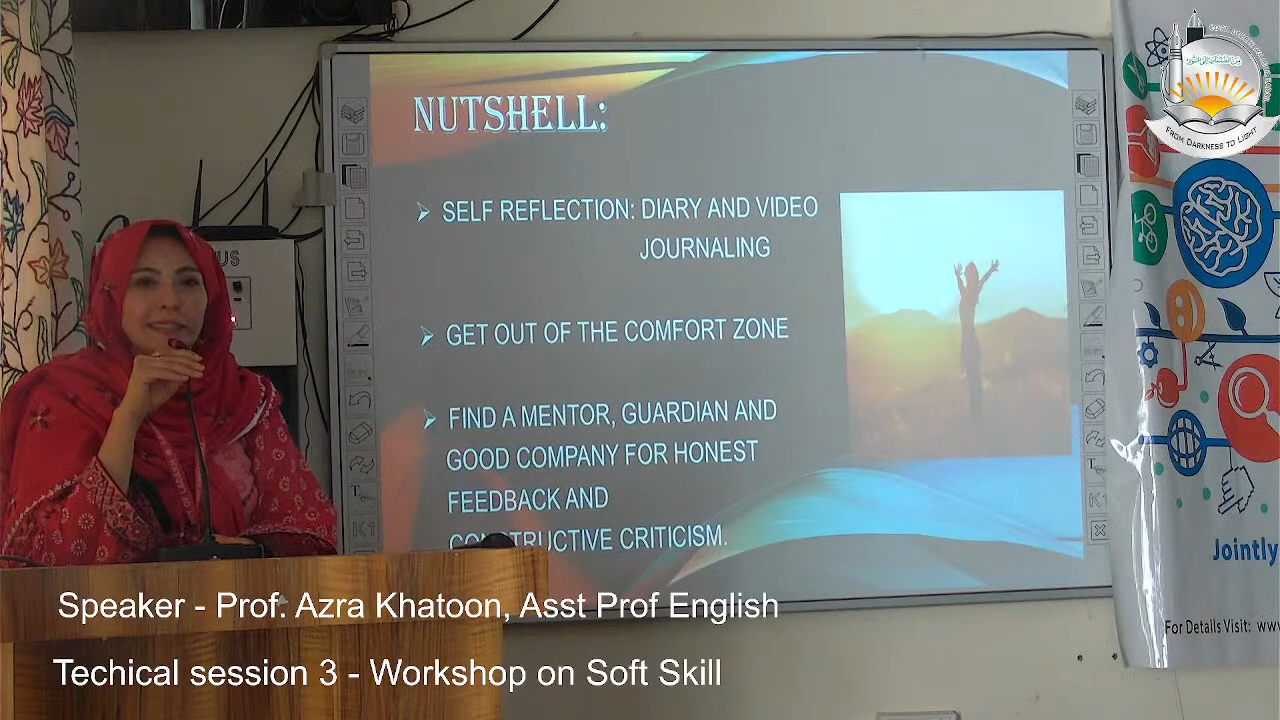 NUTSHELL:
SELF REFLECTION: DIARY AND VIDEO
JOURNALING
GET OUT OF THE COMFORT ZONE
FIND A MENTOR, GUARDIAN AND
GOOD COMPANY FOR HONEST
FEEDBACK AND
CONSTRUCTIVE CRITICISM.
FROM DARKNESS TO LIGHT
Jointly
For Details Visit: www
Speaker - Prof. Azra Khatoon, Asst Prof English
Techical session 3 - Workshop on Soft Skill